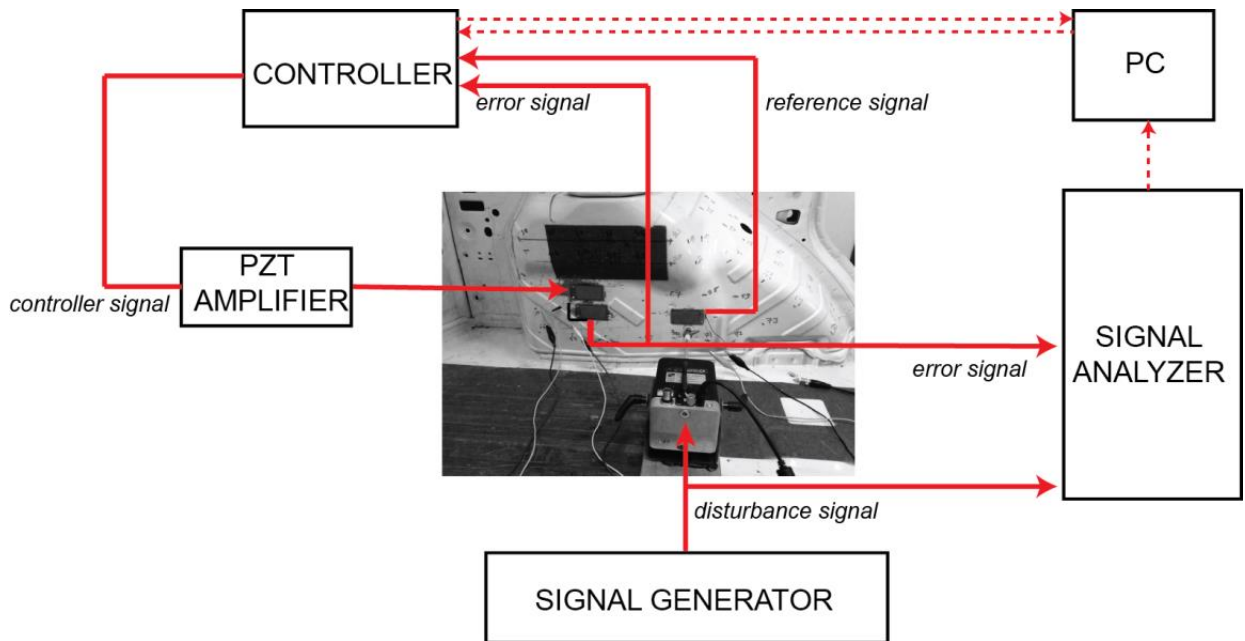 CONTROLLER
PC
error signal
reference signal
PZT
AMPLIFIER
controller signal
SIGNAL
ANALYZER
error signal
disturbance signal
SIGNAL GENERATOR